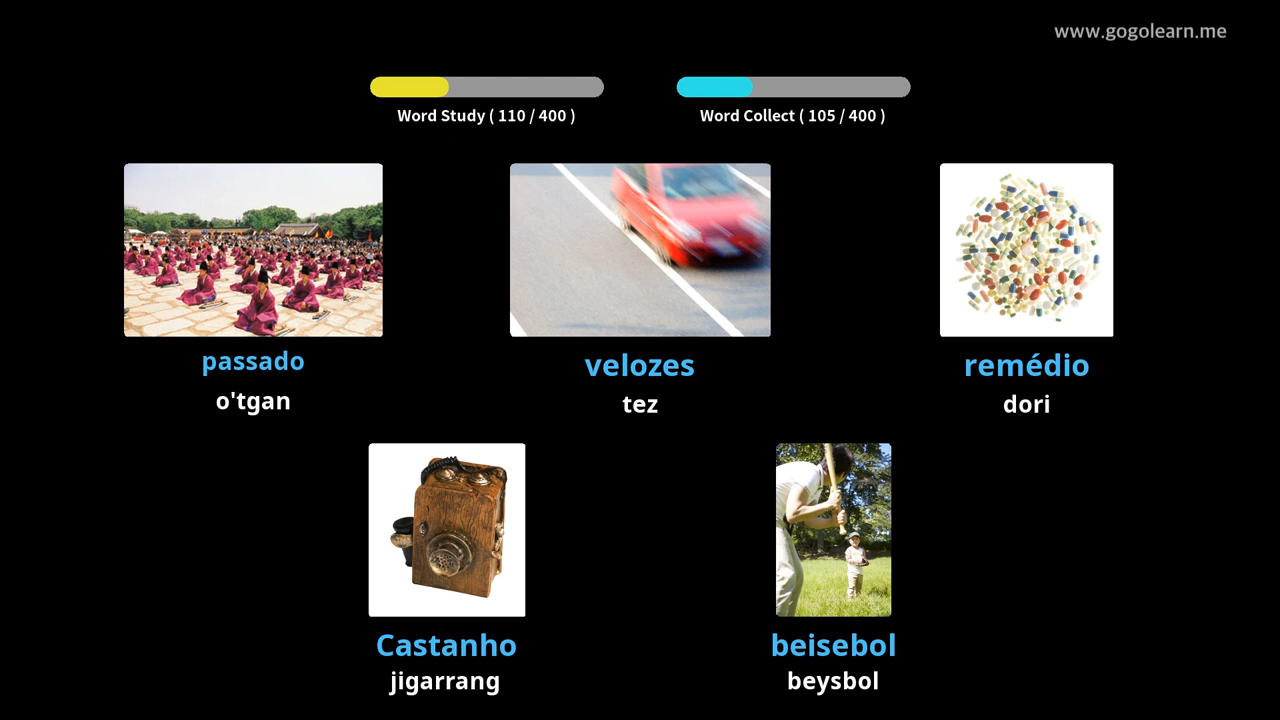 www.gogolearn.me
Word Study ( 110 / 400 )
Word Collect ( 105 / 400 )
passado
o'tgan
velozes
tez
remédio
dori
Castanho
jigarrang
beisebol
beysbol